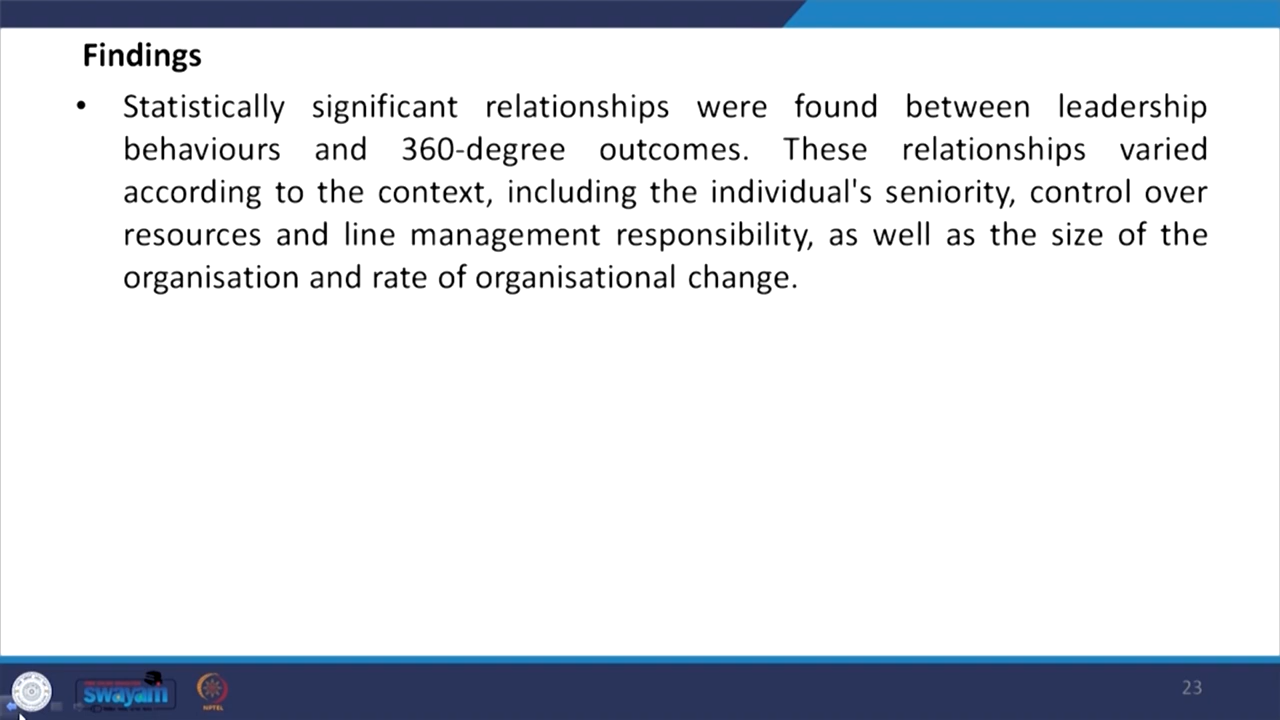 Findings
• Statistically significant relationships were found between leadership
behaviours and 360-degree outcomes. These relationships varied
according to the context, including the individual's seniority, control over
resources and line management responsibility, as well as the size of the
organisation and rate of organisational change.
swayam
NPTEL
23